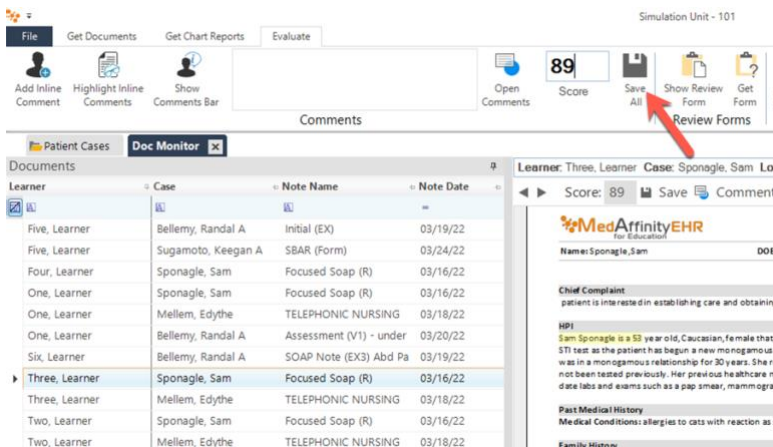 Simulation Unit - 101
File Get Documents Get Chart Reports Evaluate
Add Inline Comment Highlight Inline Comments Show Comments Bar Open Comments 89 Score Save All Show Review Form Get Form
Comments Review Forms
Patient Cases Doc Monitor
Documents
Learner: Three, Learner Case: Sponagle, Sam
Learner Case Note Name Note Date
Score: 89 Save Comment
Five, Learner Bellemy, Randal A Initial (EX) 03/19/22
Five, Learner Sugamoto, Keegan A SBAR (Form) 03/24/22
Four, Learner Sponagle, Sam Focused Soap (R) 03/16/22
One, Learner Sponagle, Sam Focused Soap (R) 03/16/22
One, Learner Mellem, Edythe TELEPHONIC NURSING 03/18/22
One, Learner Bellemy, Randal A Assessment (V1) - under 03/20/22
Six, Learner Bellemy, Randal A SOAP Note (EX3) Abd Pa 03/19/22
Three, Learner Sponagle, Sam Focused Soap (R) 03/16/22
Three, Learner Mellem, Edythe TELEPHONIC NURSING 03/18/22
Two, Learner Sponagle, Sam Focused Soap (R) 03/16/22
Two, Learner Mellem, Edythe TELEPHONIC NURSING 03/18/22
MedAffinityEHR
for Education
Name: Sponagle, Sam
Chief Complaint
patient is interested in establishing care and obtaining
HPI
Sam Sponagle is a 53 year old, Caucasian, female that
STI test as the patient has begun a new monogamous
was in a monogamous relationship for 30 years. She
not been tested previously. Her previous healthcare
date labs and exams such as a pap smear,
Past Medical History
Medical Conditions: allergies to cats with reaction as
Family History